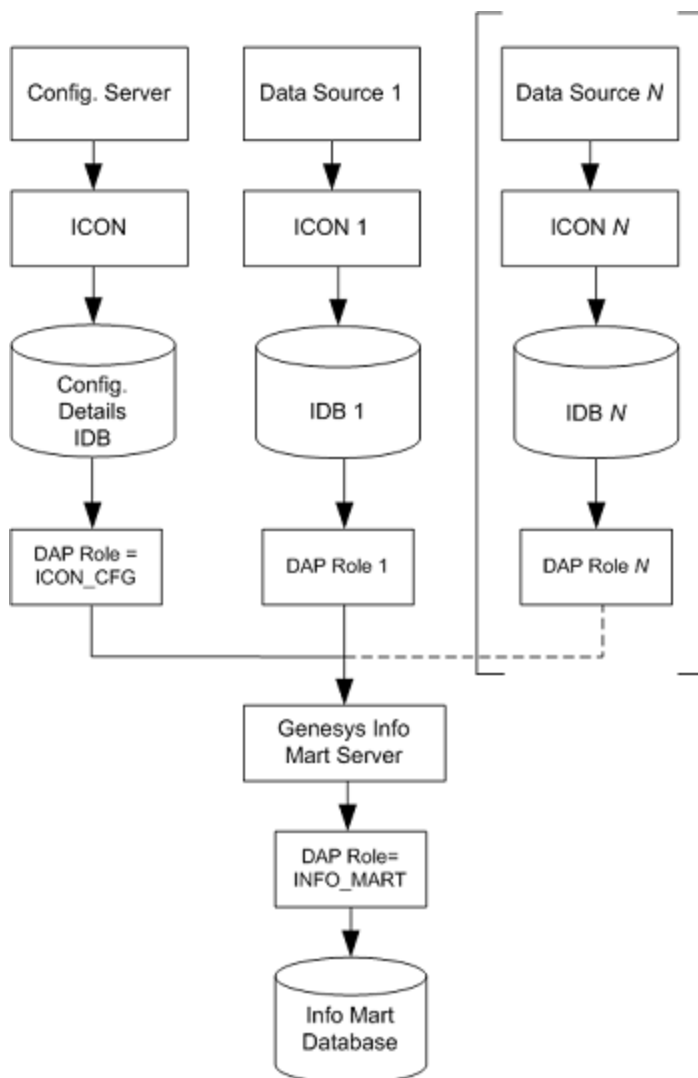 Config. Server
Data Source 1
Data Source N
ICON
ICON 1
ICON N
Config.
Details
IDB
IDB 1
IDB N
DAP Role =
ICON_CFG
DAP Role 1
DAP Role N
Genesys Info
Mart Server
DAP Role=
INFO_MART
Info Mart
Database